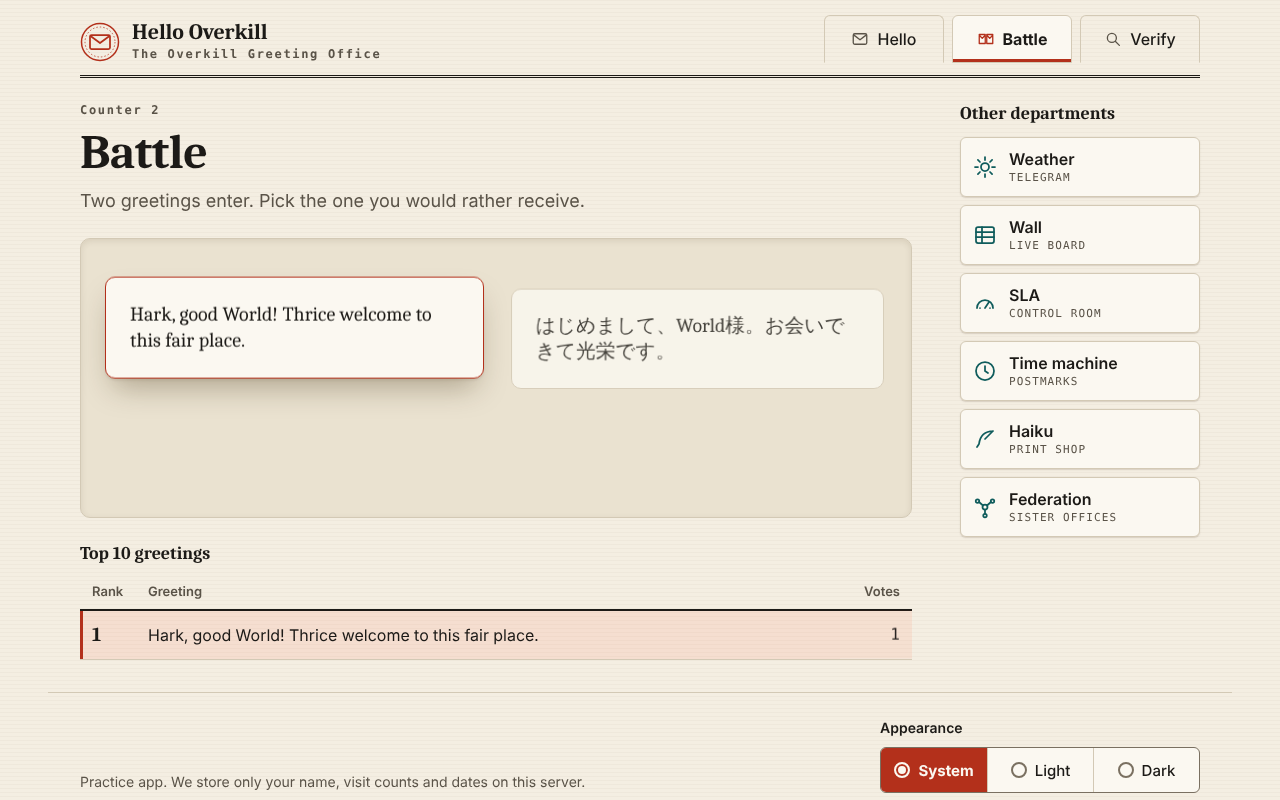 Hello Overkill
The Overkill Greeting Office
Hello
Battle
Verify
Counter 2
Battle
Two greetings enter. Pick the one you would rather receive.
Hark, good World! Thrice welcome to
this fair place.
はじめまして、World様。お会いで
きて光栄です。
Top 10 greetings
Rank Greeting Votes
1 Hark, good World! Thrice welcome to this fair place. 1
Other departments
Weather
TELEGRAM
Wall
LIVE BOARD
SLA
CONTROL ROOM
Time machine
POSTMARKS
Haiku
PRINT SHOP
Federation
SISTER OFFICES
Practice app. We store only your name, visit counts and dates on this server.
Appearance
System Light Dark